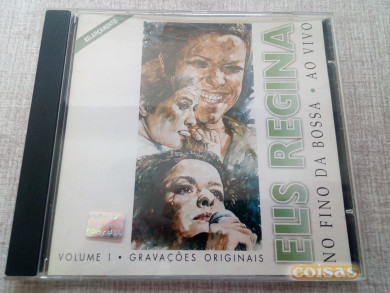 RELANÇAMENTO
ELIS REGINA
NO FINO DA BOSSA • AO VIVO
VOLUME 1 • GRAVAÇÕES ORIGINAIS
coisas